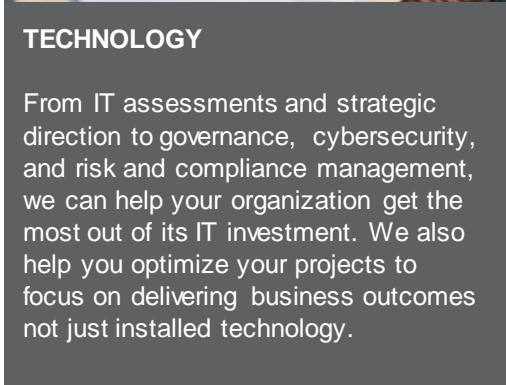 TECHNOLOGY
From IT assessments and strategic
direction to governance, cybersecurity,
and risk and compliance management,
we can help your organization get the
most out of its IT investment. We also
help you optimize your projects to
focus on delivering business outcomes
not just installed technology.